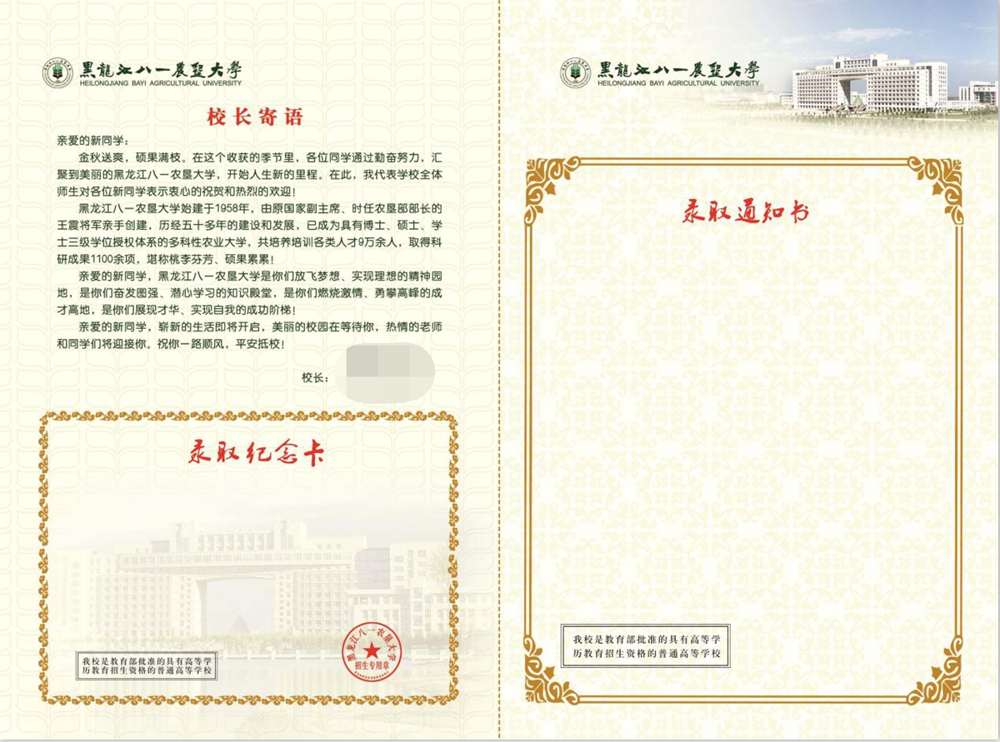 黑龍江八一農墾大學
HEILONGJIANG BAYI AGRICULTURAL UNIVERSITY
校长寄语
亲爱的新同学：
金秋送爽，硕果满枝。在这个收获的季节里，各位同学通过勤奋努力，汇
聚到美丽的黑龙江八一农垦大学，开始人生新的里程。在此，我代表学校全体
师生对各位新同学表示衷心的祝贺和热烈的欢迎！
黑龙江八一农垦大学始建于1958年，由原国家副主席、时任农垦部部长的
王震将军亲手创建，历经五十多年的建设和发展，已成为具有博士、硕士、学
士三级学位授权体系的多科性农业大学，共培养培训各类人才9万余人，取得科
研成果1100余项，堪称桃李芬芳、硕果累累！
亲爱的新同学，黑龙江八一农垦大学是你们放飞梦想、实现理想的精神园
地，是你们奋发图强、潜心学习的知识殿堂，是你们燃烧激情、勇攀高峰的成
才高地，是你们展现才华、实现自我的成功阶梯！
亲爱的新同学，崭新的生活即将开启，美丽的校园在等待你，热情的老师
和同学们将迎接你。祝你一路顺风，平安抵校！
校长：
录取纪念卡
我校是教育部批准的具有高等学
历教育招生资格的普通高等学校
黑龙江八一农垦大学
招生专用章
黑龍江八一農墾大學
HEILONGJIANG BAYI AGRICULTURAL UNIVERSITY
录取通知书
我校是教育部批准的具有高等学
历教育招生资格的普通高等学校